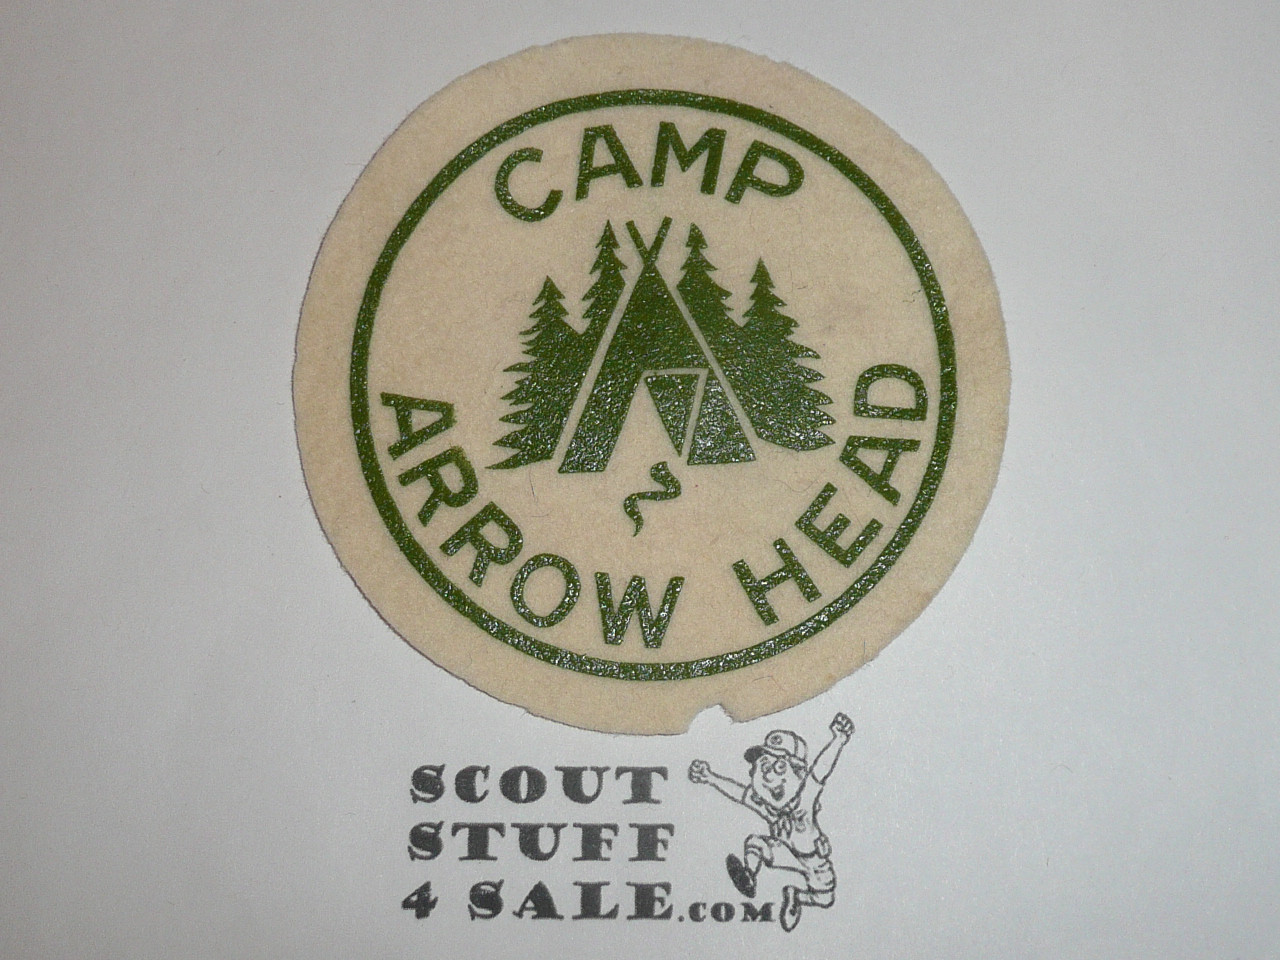 CAMP
ARROW HEAD
SCOUT
STUFF
4 SALE.COM